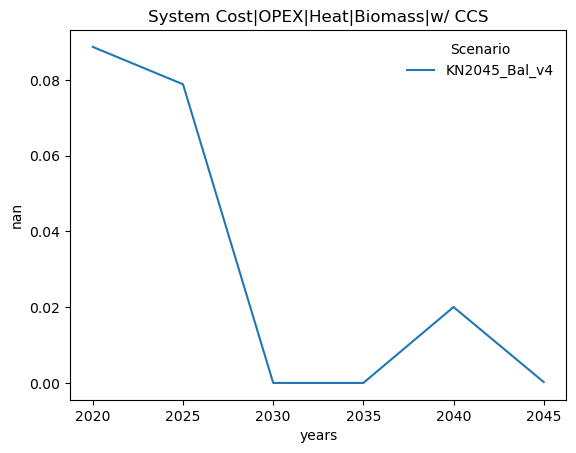 System Cost|OPEX|Heat|Biomass|w/ CCS
Scenario
KN2045_Bal_v4
0.08
0.06
0.04
0.02
0.00
nan
2020 2025 2030 2035 2040 2045
years